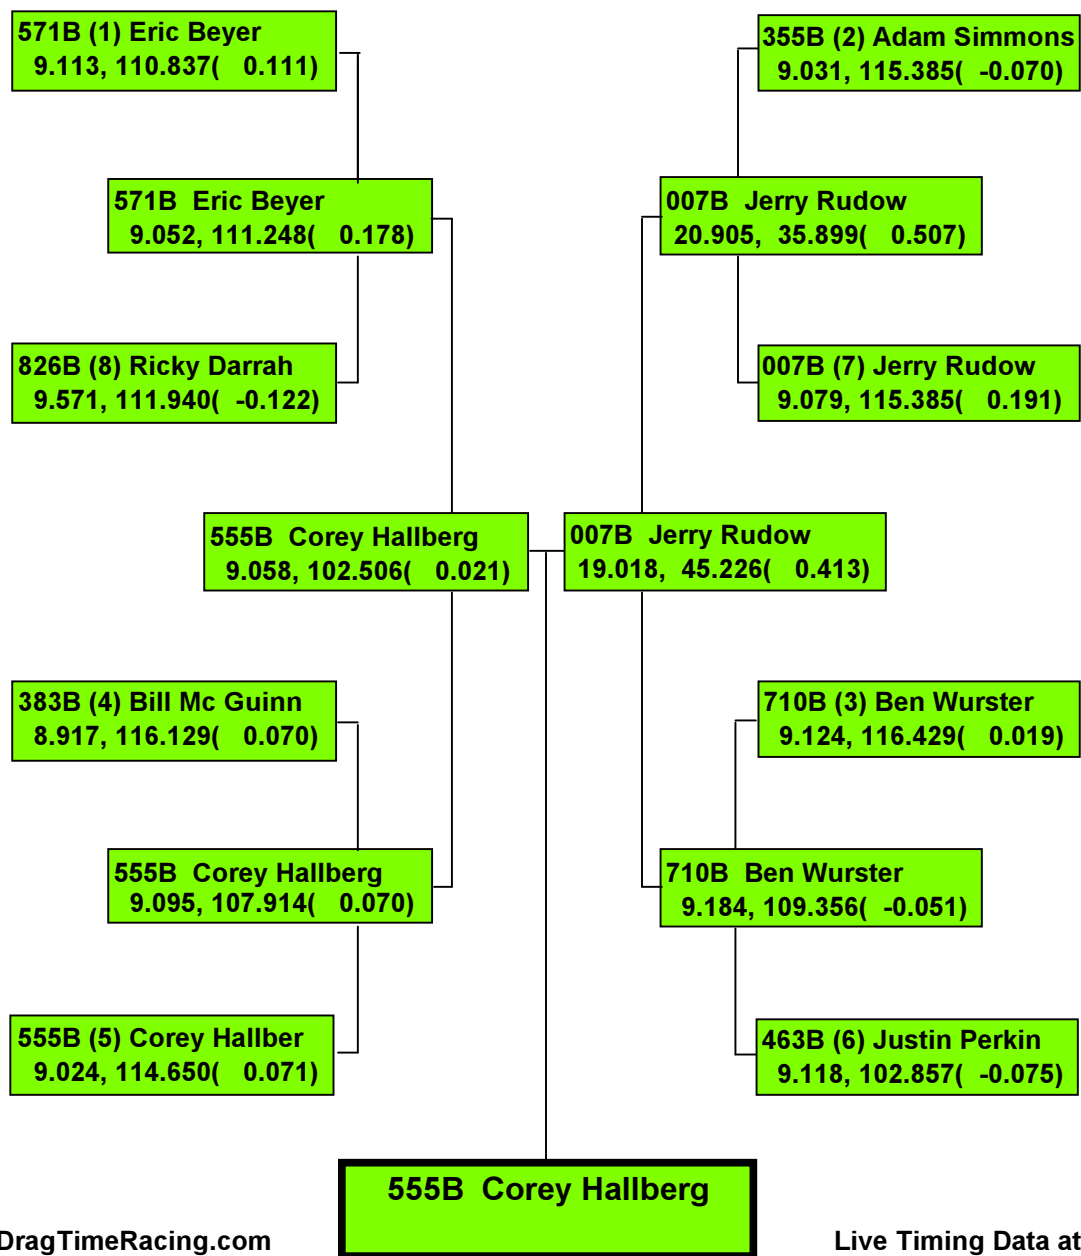 571B (1) Eric Beyer
9.113, 110.837( 0.111)
355B (2) Adam Simmons
9.031, 115.385( -0.070)
571B Eric Beyer
9.052, 111.248( 0.178)
007B Jerry Rudow
20.905, 35.899( 0.507)
826B (8) Ricky Darrah
9.571, 111.940( -0.122)
007B (7) Jerry Rudow
9.079, 115.385( 0.191)
555B Corey Hallberg
9.058, 102.506( 0.021)
007B Jerry Rudow
19.018, 45.226( 0.413)
383B (4) Bill Mc Guinn
8.917, 116.129( 0.070)
710B (3) Ben Wurster
9.124, 116.429( 0.019)
555B Corey Hallberg
9.095, 107.914( 0.070)
710B Ben Wurster
9.184, 109.356( -0.051)
555B (5) Corey Hallber
9.024, 114.650( 0.071)
463B (6) Justin Perkin
9.118, 102.857( -0.075)
555B Corey Hallberg
DragTimeRacing.com
Live Timing Data at